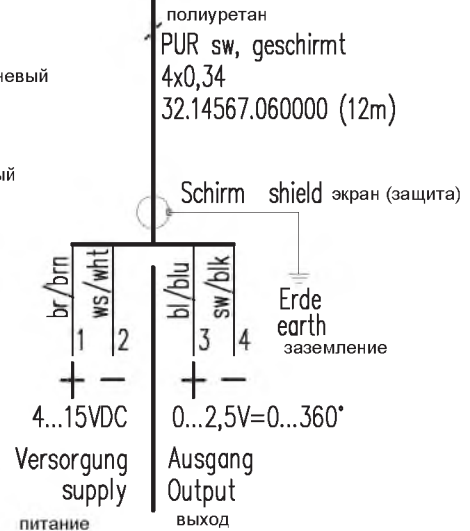 полиуретан
PUR sw, geschirmt
невый
4x0,34
32.14567.060000 (12m)
ый
Schirm shield экран (защита)
br/brn
ws/wht
bl/blu
sw/blk
Erde
earth
1 2 3 4
заземление
+ − + −
4...15VDC 0...2,5V=0...360°
Versorgung Ausgang
supply Output
питание выход